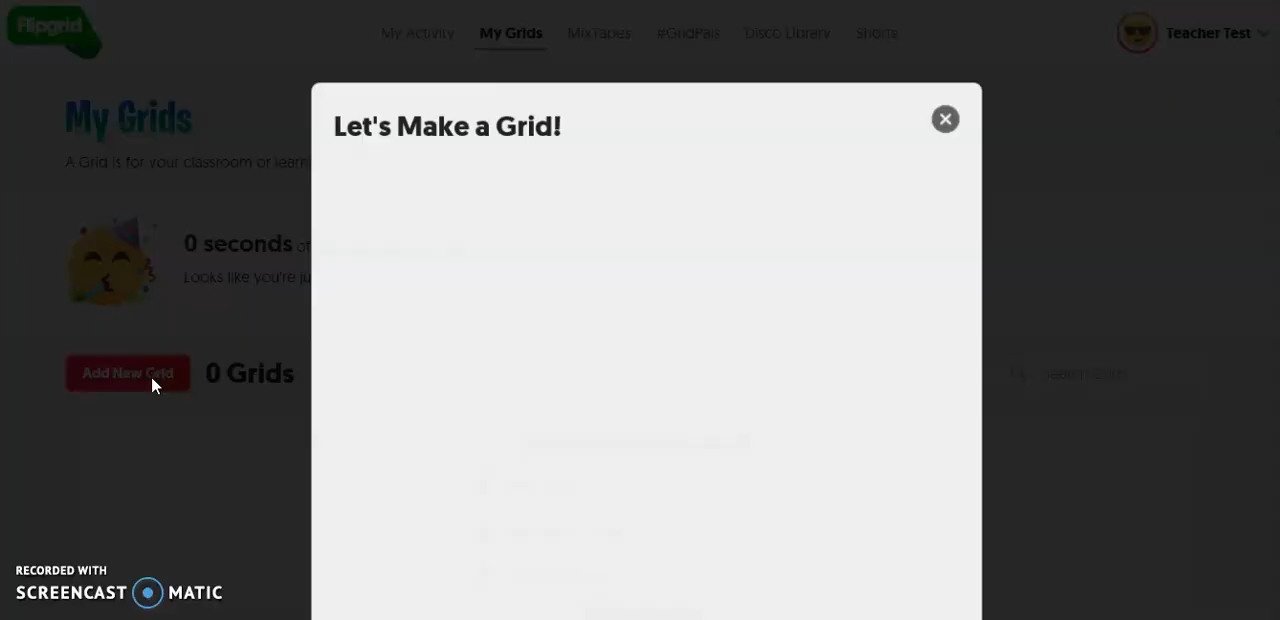 Flipgrid
My Activity My Grids MixTapes #GridPals Disco Library Shorts Teacher Test
Let's Make a Grid!
My Grids
A Grid is for your classroom or learn
0 seconds of
Looks like you're ju
Add New Grid 0 Grids
RECORDED WITH
SCREENCAST MATIC